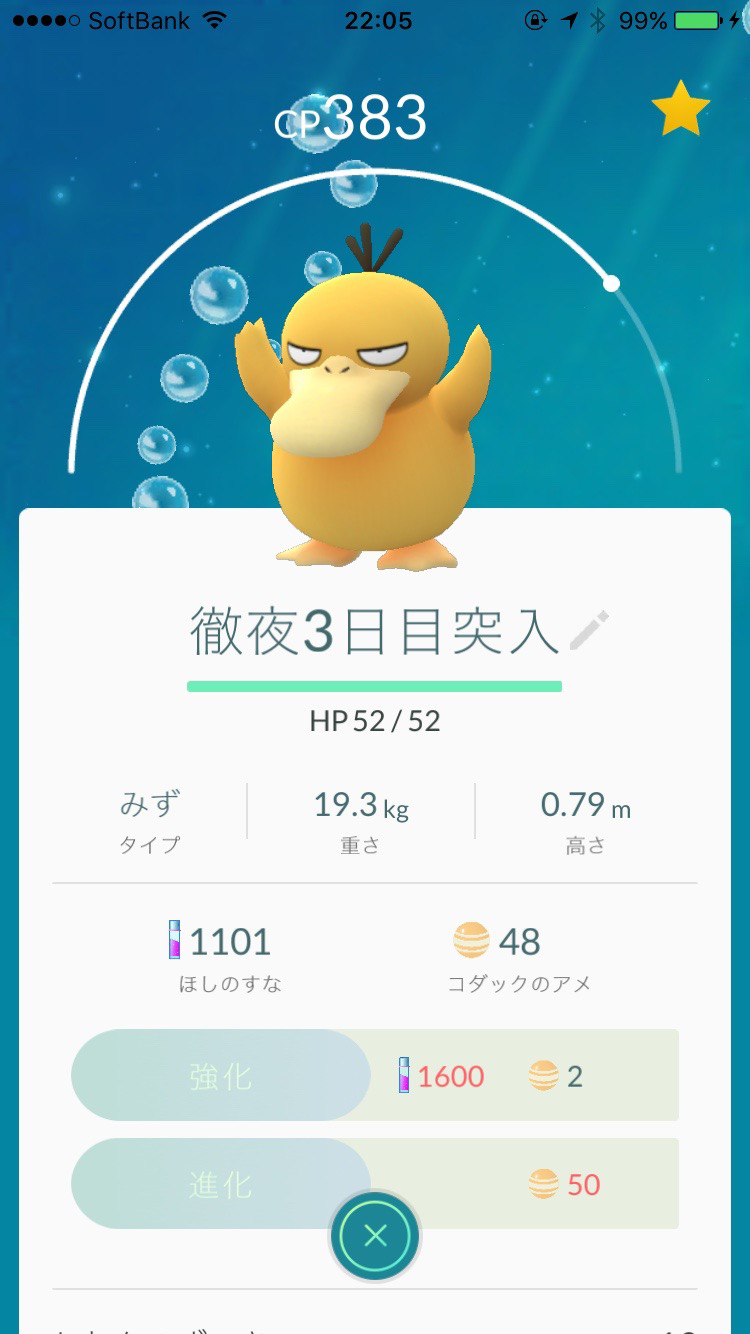 SoftBank 22:05 99%
CP383
徹夜3日目突入
HP 52 / 52
みず 19.3 kg 0.79 m
タイプ 重さ 高さ
1101 48
ほしのすな コダックのアメ
強化 1600 2
進化 50